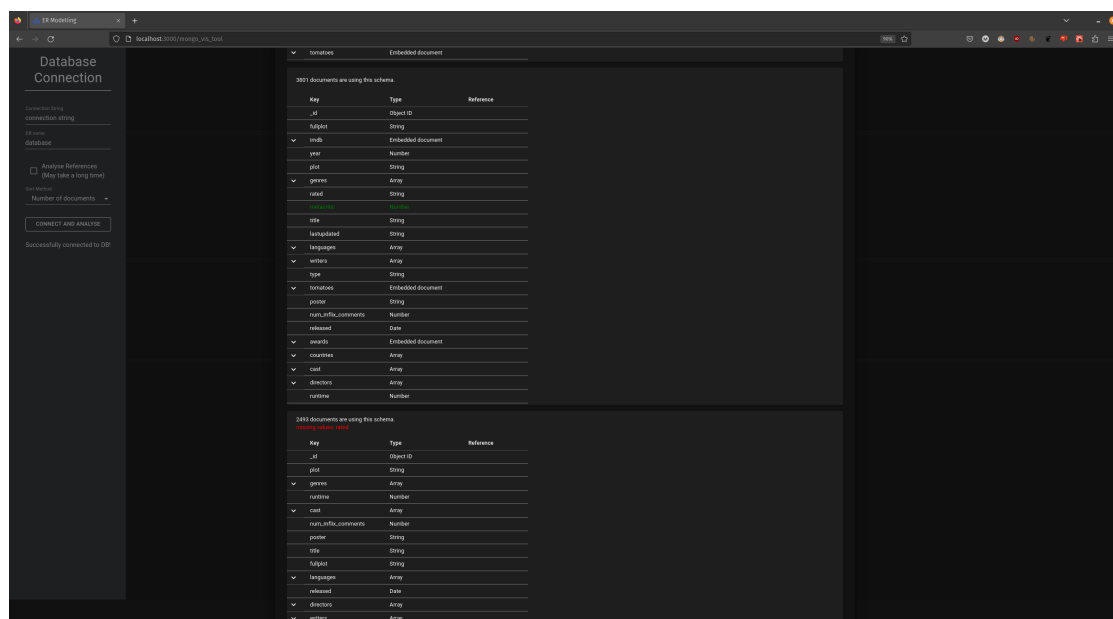 ER Modelling
localhost:3000/mongo_vis_tool
90%
Database
Connection
Connection String
connection string
DB name
database
Analyse References
(May take a long time)
Sort Method
Number of documents
CONNECT AND ANALYSE
Successfully connected to DB!
tomatoes Embedded document
3801 documents are using this schema.
Key Type Reference
_id Object ID
fullplot String
imdb Embedded document
year Number
plot String
genres Array
rated String
metacritic Number
title String
lastupdated String
languages Array
writers Array
type String
tomatoes Embedded document
poster String
num_mflix_comments Number
released Date
awards Embedded document
countries Array
cast Array
directors Array
runtime Number
2493 documents are using this schema.
missing values: rated
Key Type Reference
_id Object ID
plot String
genres Array
runtime Number
cast Array
num_mflix_comments Number
poster String
title String
fullplot String
languages Array
released Date
directors Array
writers Array